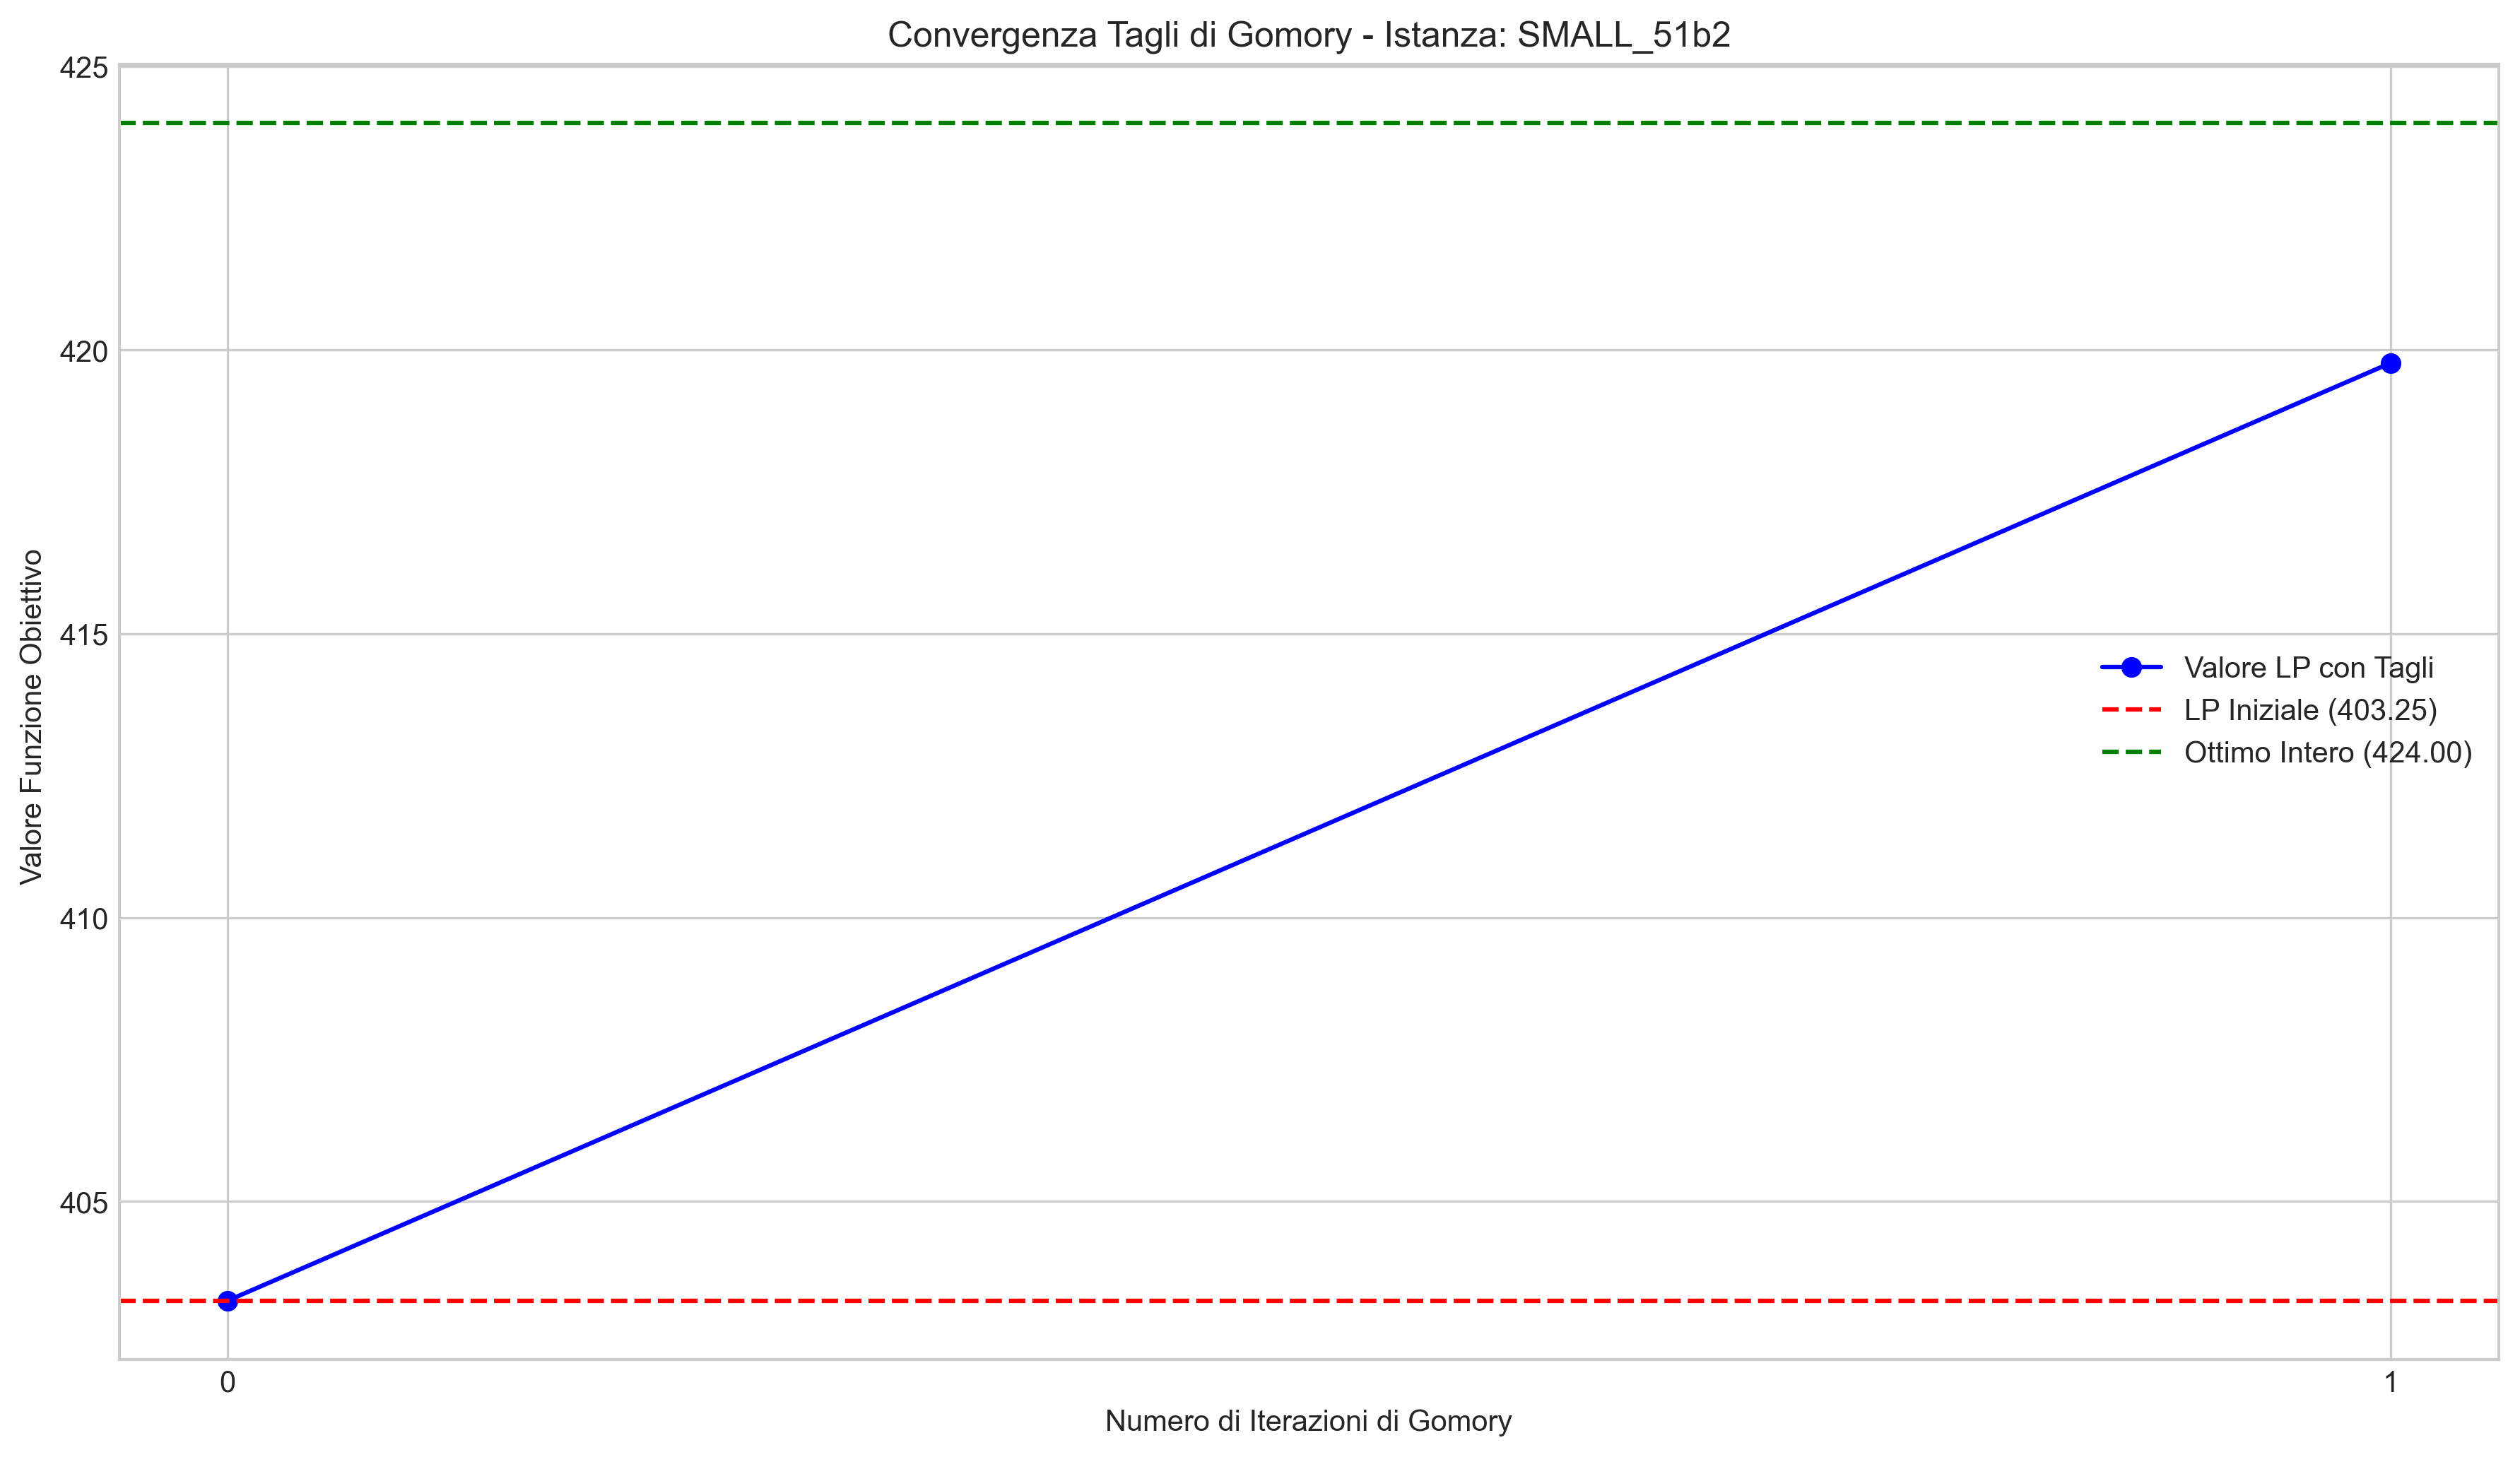 Convergenza Tagli di Gomory - Istanza: SMALL_51b2
425
420
415
410
405
Valore Funzione Obiettivo
Valore LP con Tagli
LP Iniziale (403.25)
Ottimo Intero (424.00)
0
1
Numero di Iterazioni di Gomory